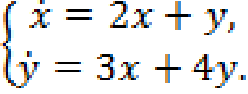 ẋ = 2x + y,
ẏ = 3x + 4y.